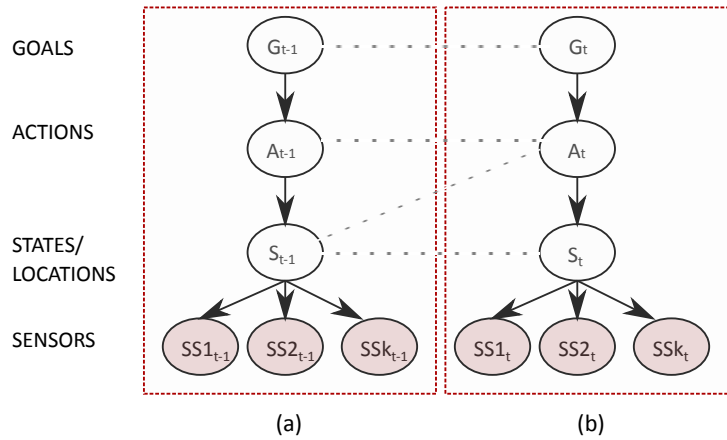 GOALS
G_{t-1}
G_t
ACTIONS
A_{t-1}
A_t
STATES/
LOCATIONS
S_{t-1}
S_t
SENSORS
SS1_{t-1} SS2_{t-1} SSk_{t-1}
SS1_t SS2_t SSk_t
(a)
(b)